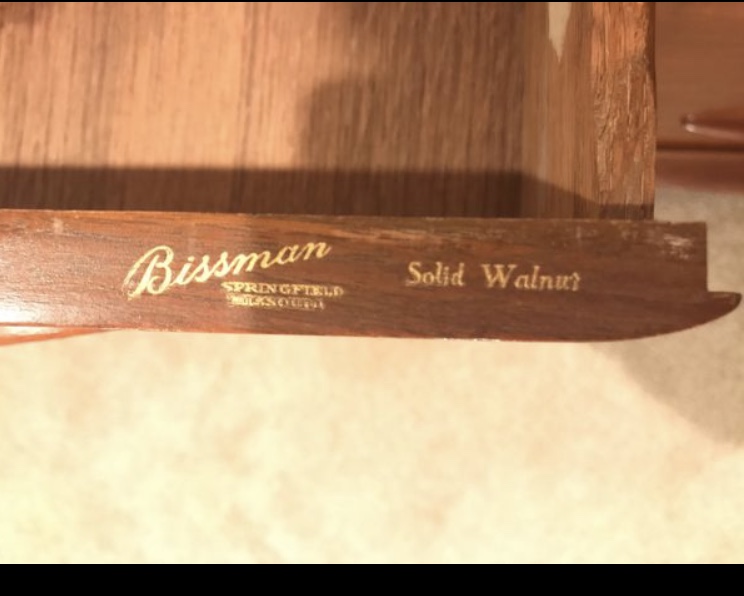 Bissman
SPRINGFIELD
MISSOURI
Solid Walnut